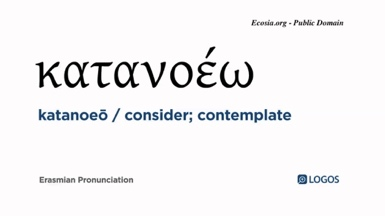 Ecosia.org - Public Domain
κατανοέω
katanoeō / consider; contemplate
Erasmian Pronunciation
LOGOS